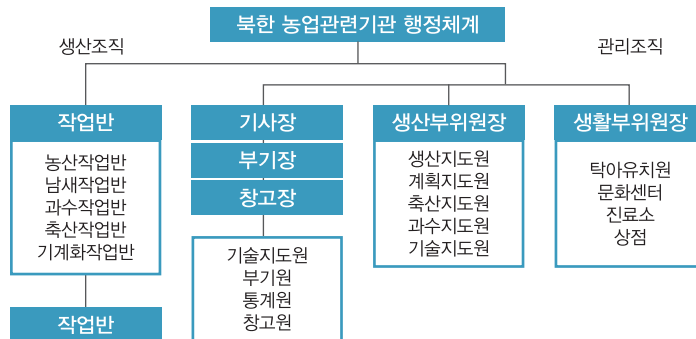 북한 농업관련기관 행정체계
생산조직
관리조직
작업반
농산작업반
남새작업반
과수작업반
축산작업반
기계화작업반
작업반
기사장
부기장
창고장
기술지도원
부기원
통계원
창고원
생산부위원장
생산지도원
계획지도원
축산지도원
과수지도원
기술지도원
생활부위원장
탁아유치원
문화센터
진료소
상점